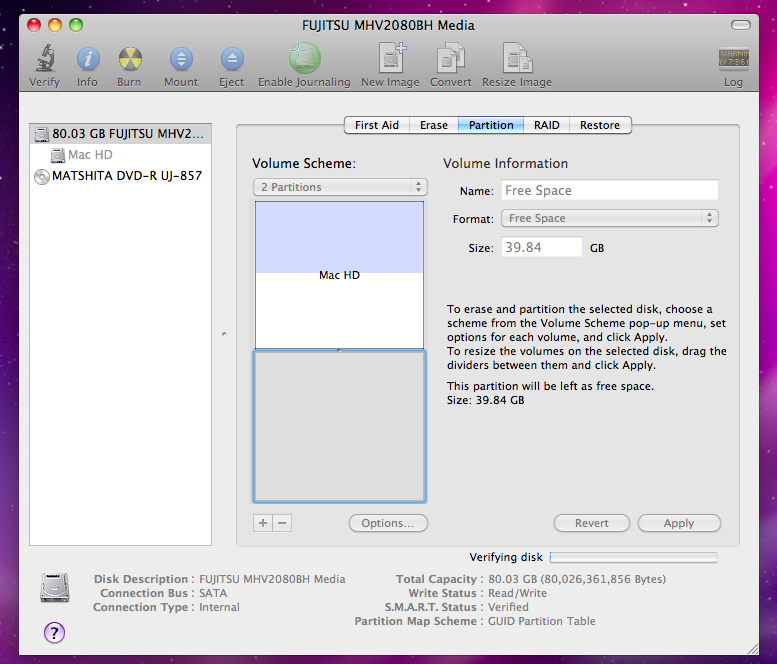 FUJITSU MHV2080BH Media
Verify Info Burn Mount Eject Enable Journaling New Image Convert Resize Image Log
80.03 GB FUJITSU MHV2...
Mac HD
MATSHITA DVD-R UJ-857
First Aid Erase Partition RAID Restore
Volume Scheme:
2 Partitions
Mac HD
Options...
Volume Information
Name: Free Space
Format: Free Space
Size: 39.84 GB
To erase and partition the selected disk, choose a
scheme from the Volume Scheme pop-up menu, set
options for each volume, and click Apply.
To resize the volumes on the selected disk, drag the
dividers between them and click Apply.
This partition will be left as free space.
Size: 39.84 GB
Revert Apply
Verifying disk
Disk Description : FUJITSU MHV2080BH Media
Connection Bus : SATA
Connection Type : Internal
Total Capacity : 80.03 GB (80,026,361,856 Bytes)
Write Status : Read/Write
S.M.A.R.T. Status : Verified
Partition Map Scheme : GUID Partition Table
?